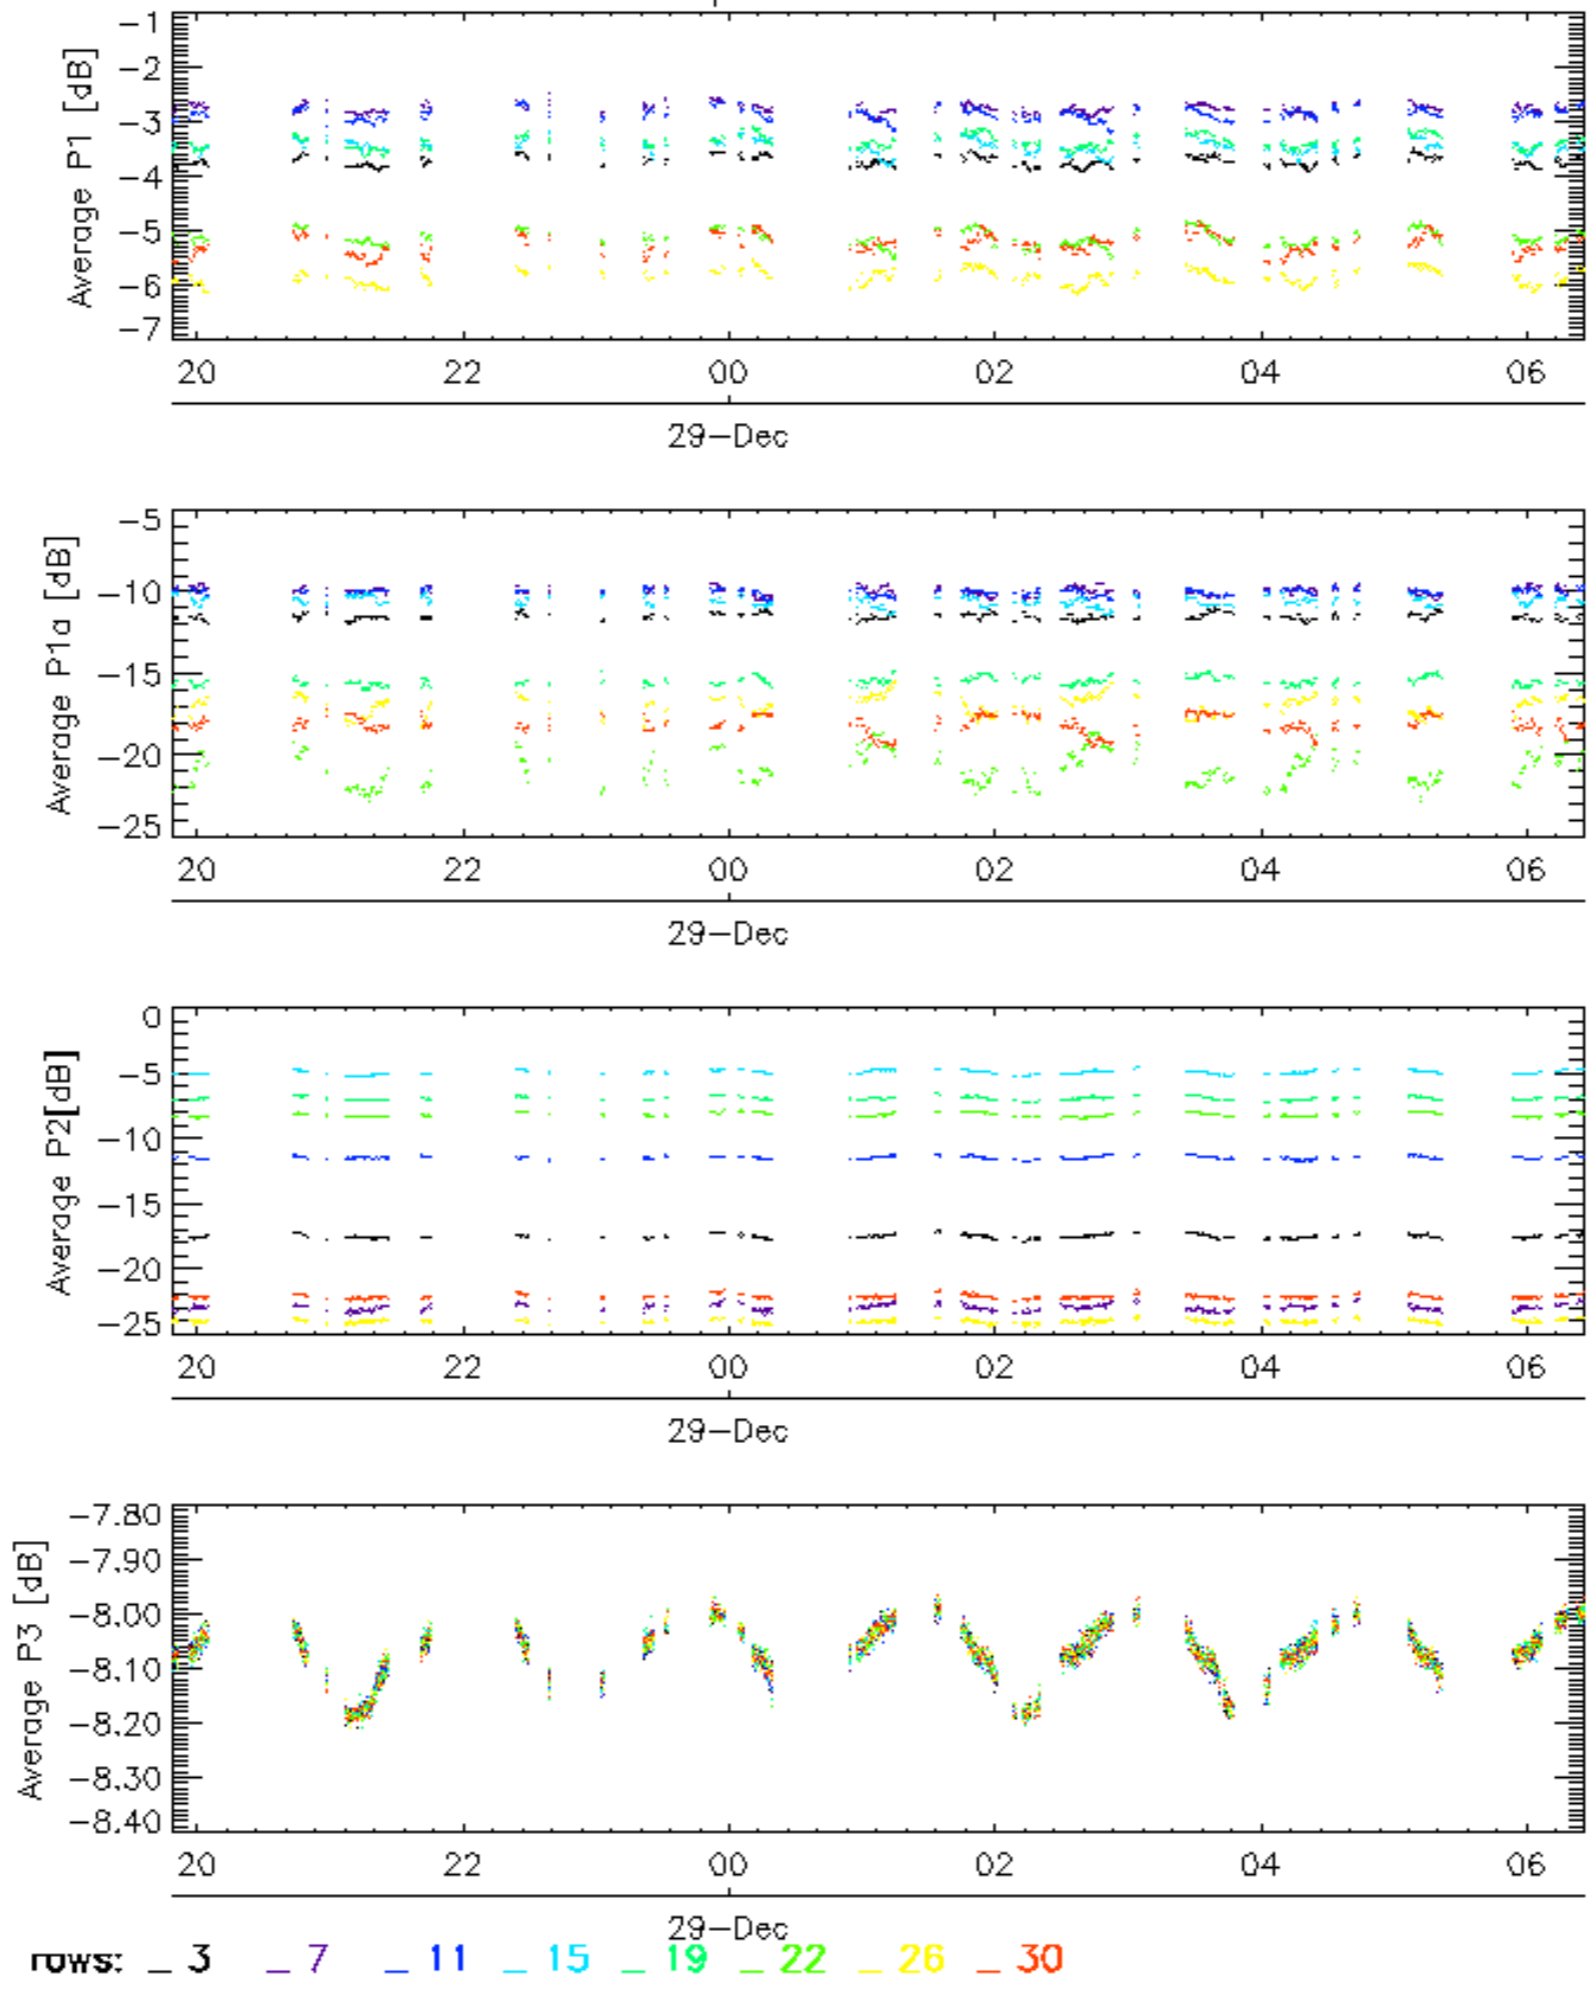 Average P1 [dB]
−1
−2
−3
−4
−5
−6
−7
20 22 00 02 04 06
29−Dec
Average P1a [dB]
−5
−10
−15
−20
−25
20 22 00 02 04 06
29−Dec
Average P2[dB]
0
−5
−10
−15
−20
−25
20 22 00 02 04 06
29−Dec
Average P3 [dB]
−7.80
−7.90
−8.00
−8.10
−8.20
−8.30
−8.40
20 22 00 02 04 06
29−Dec
rows: _ 3 _ 7 _ 11 _ 15 _ 19 _ 22 _ 26 _ 30